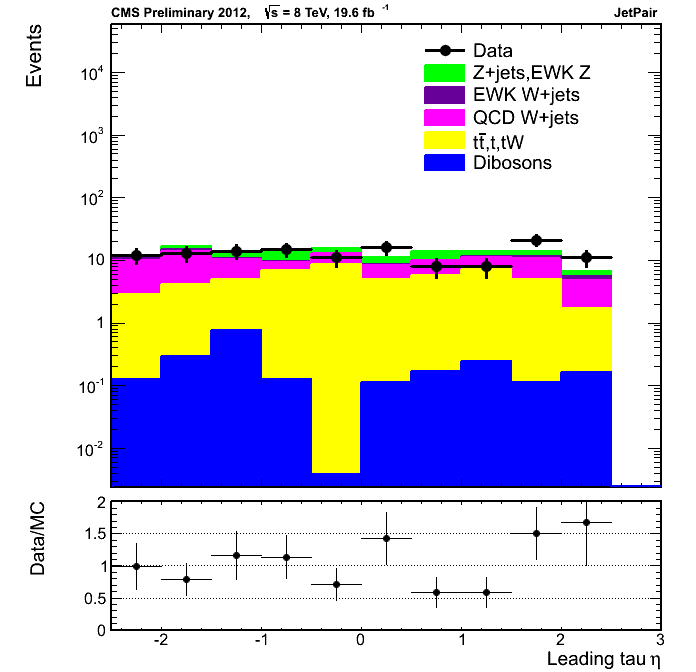 CMS Preliminary 2012, √s = 8 TeV, 19.6 fb⁻¹ JetPair
Events
Data
Z+jets,EWK Z
EWK W+jets
QCD W+jets
tt̄,t,tW
Dibosons
10⁴
10³
10²
10
1
10⁻¹
10⁻²
Data/MC
2
1.5
1
0.5
0
-2 -1 0 1 2 3
Leading tau η